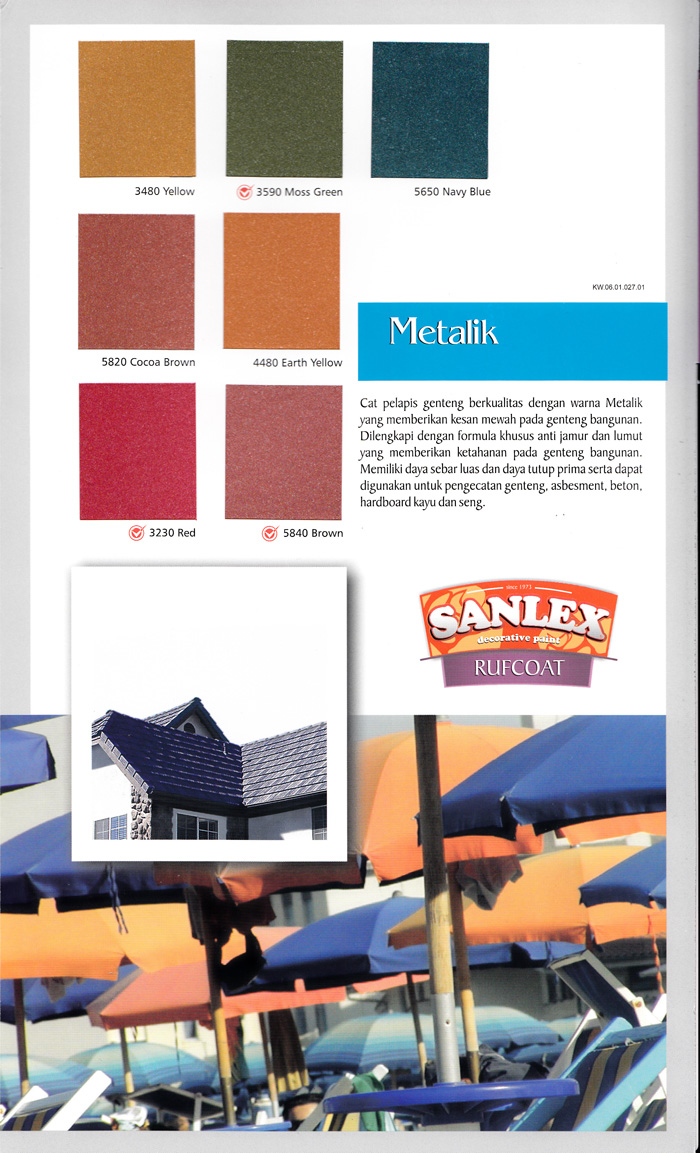 3480 Yellow
3590 Moss Green
5650 Navy Blue
5820 Cocoa Brown
4480 Earth Yellow
KW.06.01.027.01
Metalik
Cat pelapis genteng berkualitas dengan warna Metalik
yang memberikan kesan mewah pada genteng bangunan.
Dilengkapi dengan formula khusus anti jamur dan lumut
yang memberikan ketahanan pada genteng bangunan.
Memiliki daya sebar luas dan daya tutup prima serta dapat
digunakan untuk pengecatan genteng, asbesment, beton,
hardboard kayu dan seng.
3230 Red
5840 Brown
since 1973
SANLEX
decorative paint
RUFCOAT